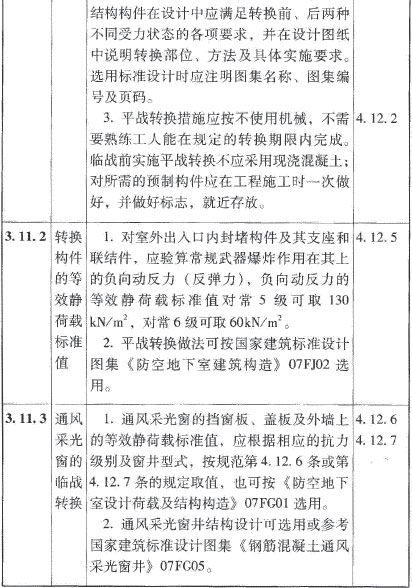 结构构件在设计中应满足转换前、后两种
不同受力状态的各项要求，并在设计图纸
中说明转换部位、方法及具体实施要求。
选用标准设计时应注明图集名称、图集编
号及页码。
3. 平战转换措施应按不使用机械，不需
要熟练工人能在规定的转换期限内完成。
临战前实施平战转换不应采用现浇混凝土；
对所需的预制构件应在工程施工时一次做
好，并做好标志，就近存放。
4.12.2
3.11.2
转换
构件
的等
效静
荷载
标准
值
1. 对室外出入口内封堵构件及其支座和
联结件，应验算常规武器爆炸作用在其上
的负向动反力（反弹力），负向动反力的
等效静荷载标准值对常 5 级可取 130
kN/m²，对常 6 级可取 60kN/m²。
2. 平战转换做法可按国家建筑标准设计
图集《防空地下室建筑构造》07FJ02 选
用。
4.12.5
3.11.3
通风
采光
窗的
临战
转换
1. 通风采光窗的挡窗板、盖板及外墙上
的等效静荷载标准值，应根据相应的抗力
级别及窗井型式，按规范第 4.12.6 条或第
4.12.7 条的规定取值，也可按《防空地下
室设计荷载及结构构造》07FG01 选用。
2. 通风采光窗井结构设计可选用或参考
国家建筑标准设计图集《钢筋混凝土通风
采光窗井》07FG05。
4.12.6
4.12.7